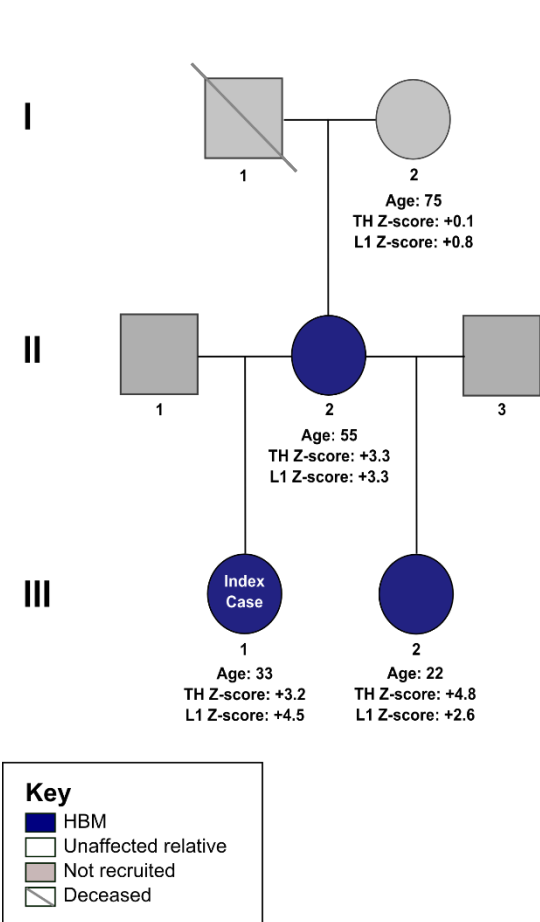 I
1
2
Age: 75
TH Z-score: +0.1
L1 Z-score: +0.8
II
1
2
3
Age: 55
TH Z-score: +3.3
L1 Z-score: +3.3
III
Index
Case
1
2
Age: 33
Age: 22
TH Z-score: +3.2
TH Z-score: +4.8
L1 Z-score: +4.5
L1 Z-score: +2.6
Key
HBM
Unaffected relative
Not recruited
Deceased